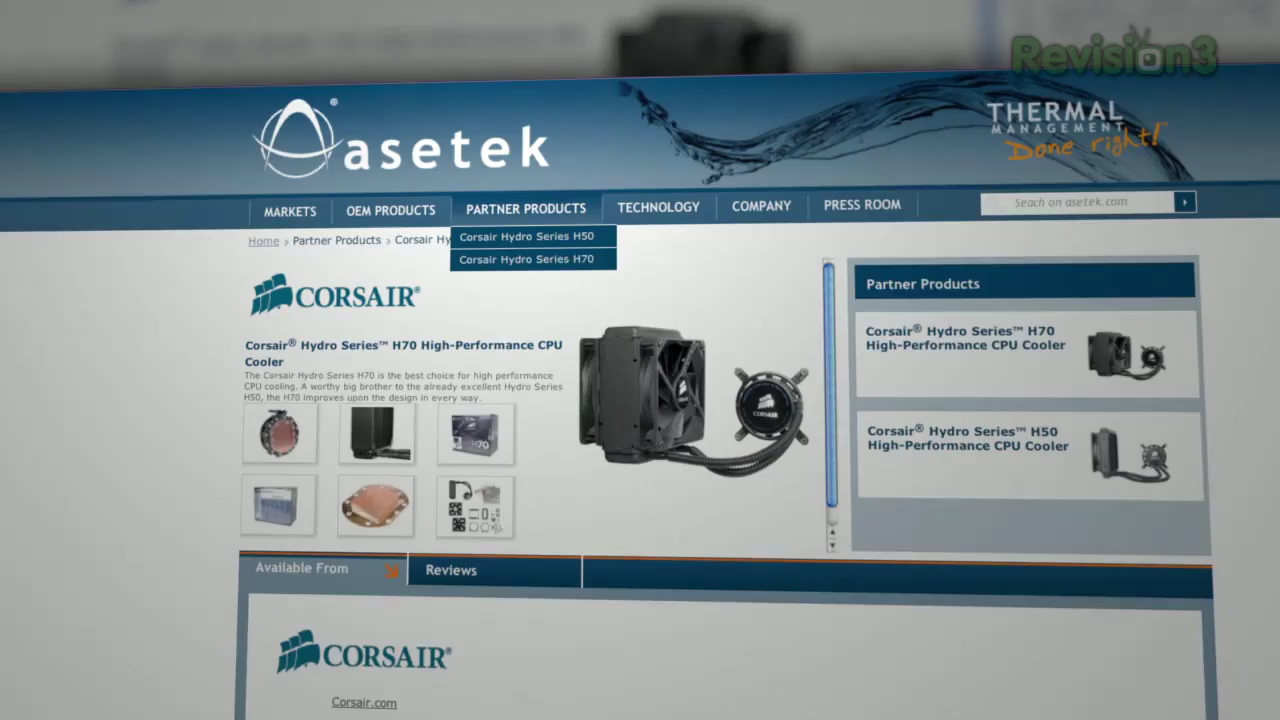 Revision3
asetek®
THERMAL
MANAGEMENT
Done right!
MARKETS
OEM PRODUCTS
PARTNER PRODUCTS
TECHNOLOGY
COMPANY
PRESS ROOM
Seach on asetek.com
Home » Partner Products » Corsair Hy
Corsair Hydro Series H50
Corsair Hydro Series H70
CORSAIR®
Corsair® Hydro Series™ H70 High-Performance CPU
Cooler
The Corsair Hydro Series H70 is the best choice for high performance
CPU cooling. A worthy big brother to the already excellent Hydro Series
H50, the H70 improves upon the design in every way.
H70
CORSAIR
Partner Products
Corsair® Hydro Series™ H70
High-Performance CPU Cooler
Corsair® Hydro Series™ H50
High-Performance CPU Cooler
Available From
Reviews
CORSAIR®
Corsair.com